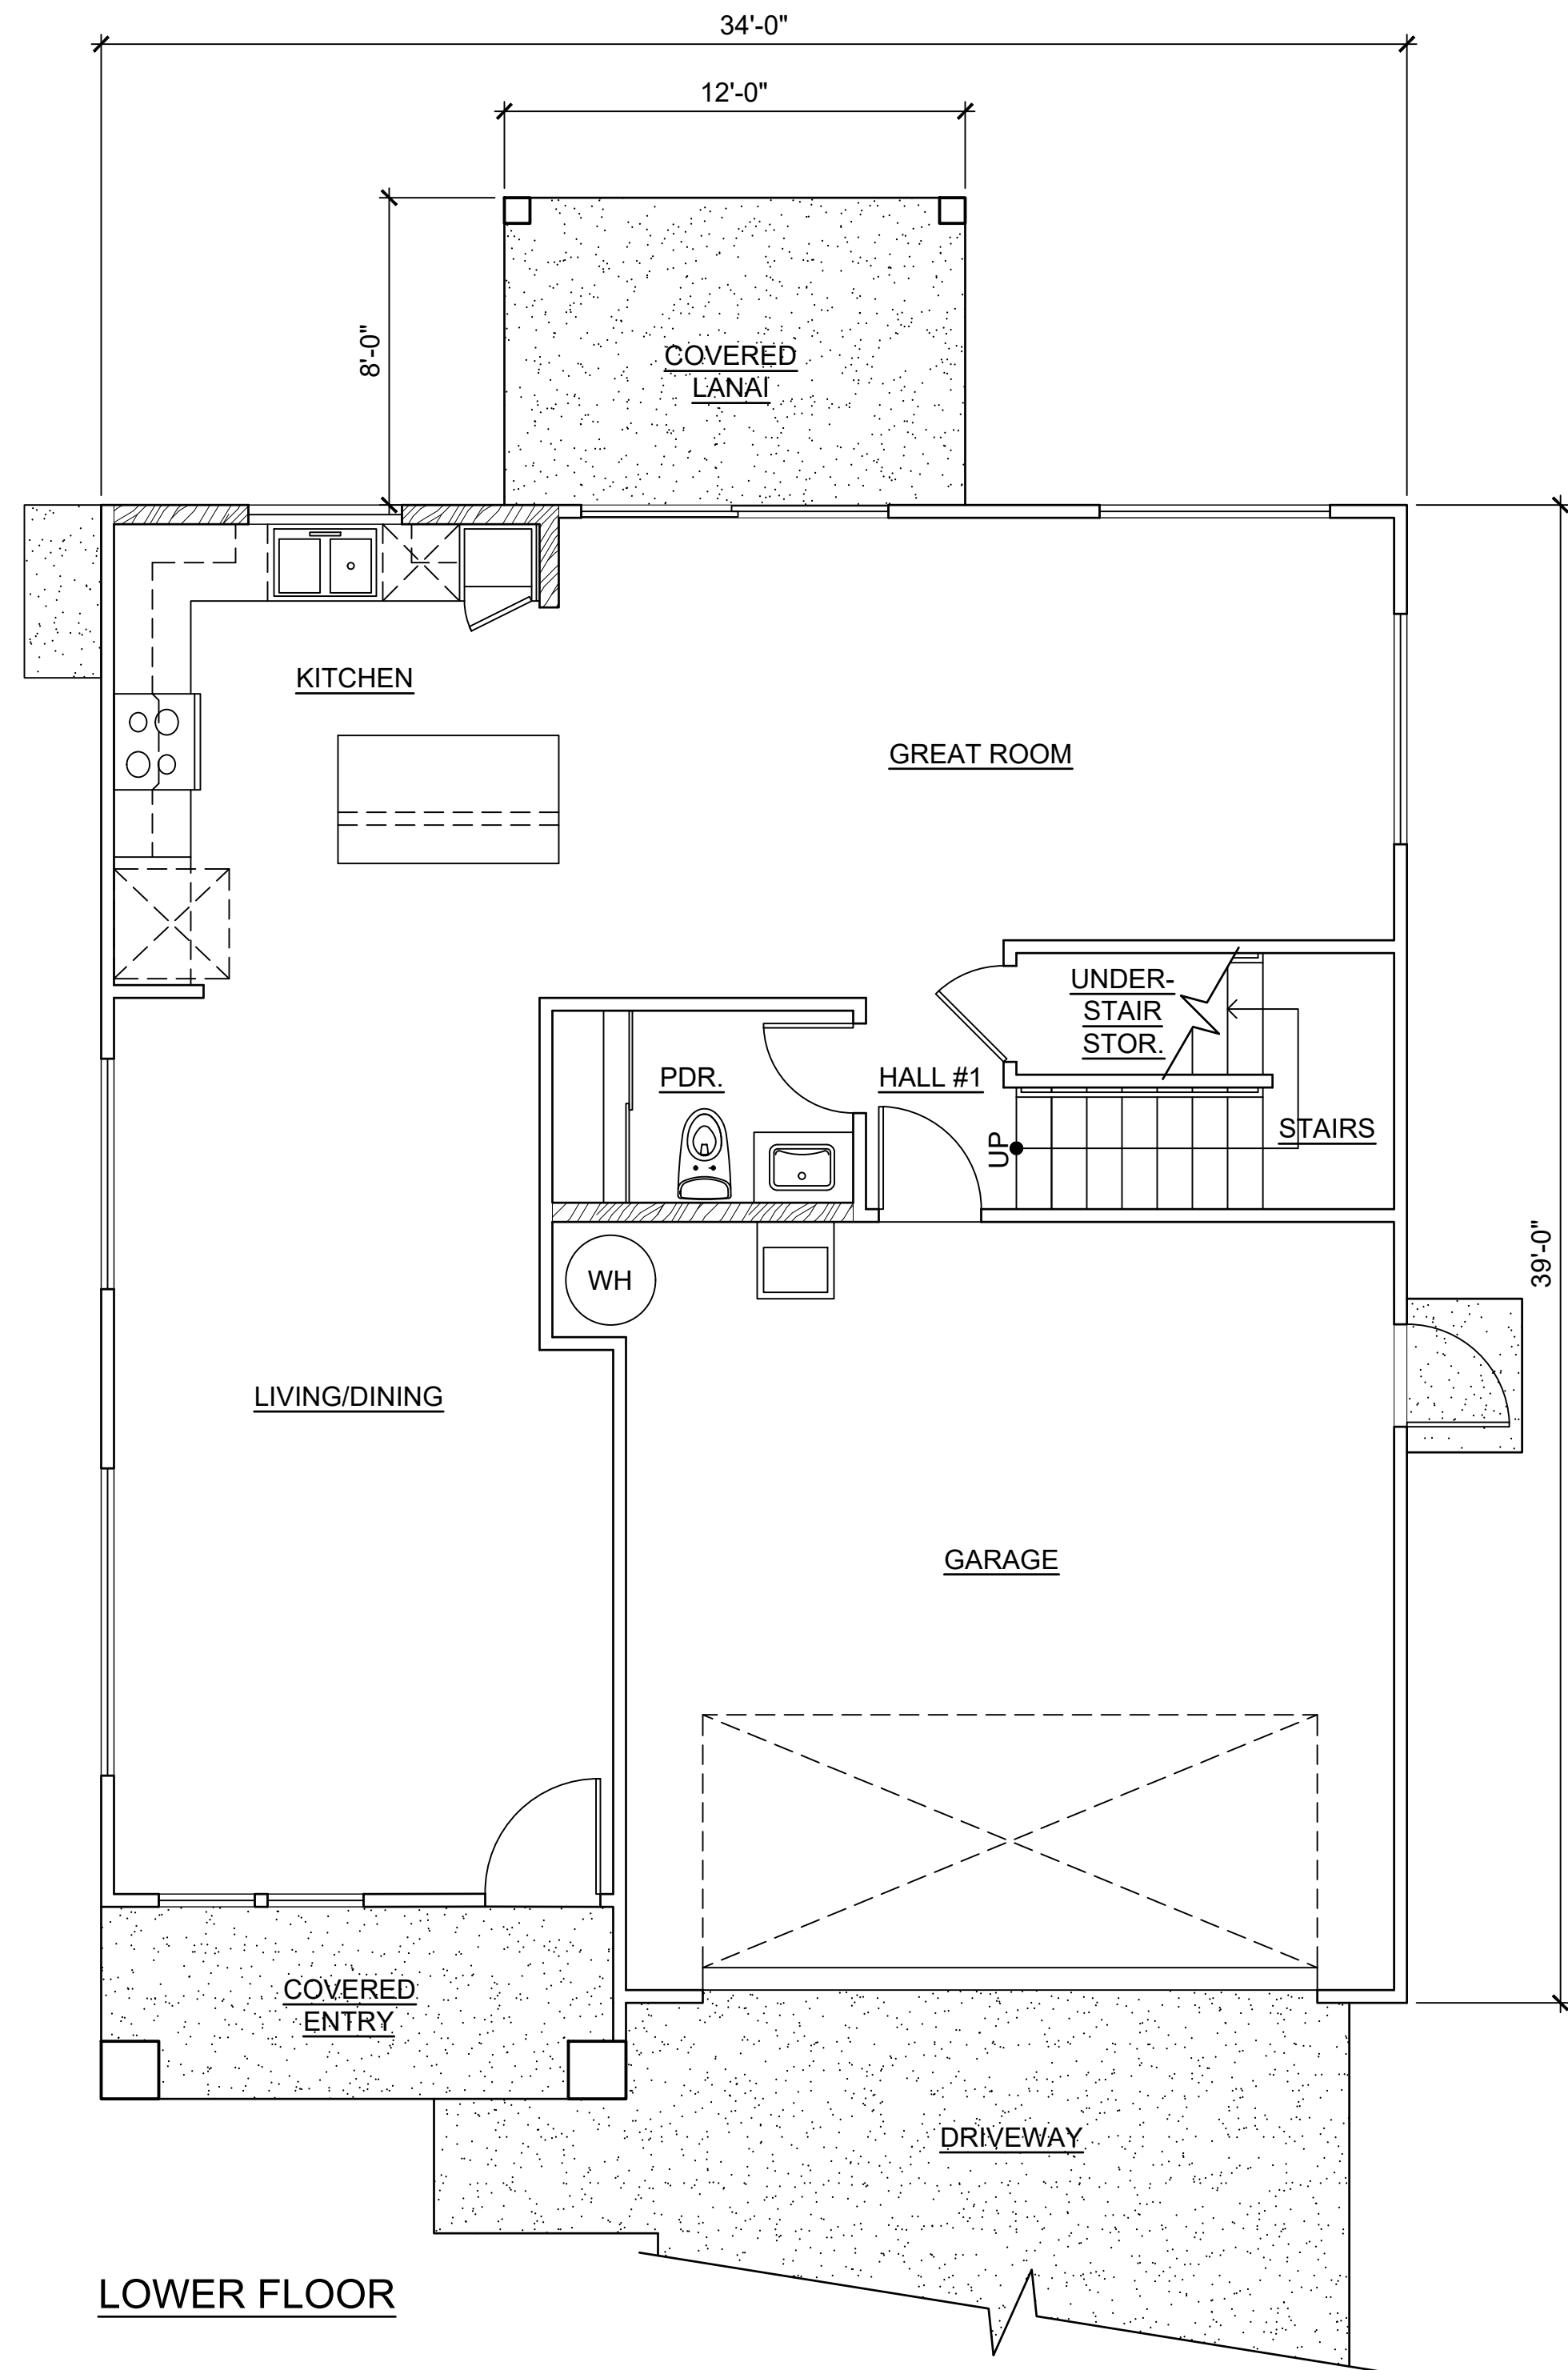 34'-0"
12'-0"
8'-0"
COVERED
LANAI
KITCHEN
GREAT ROOM
UNDER-
STAIR
STOR.
PDR.
HALL #1
UP
STAIRS
39'-0"
WH
LIVING/DINING
GARAGE
COVERED
ENTRY
DRIVEWAY
LOWER FLOOR